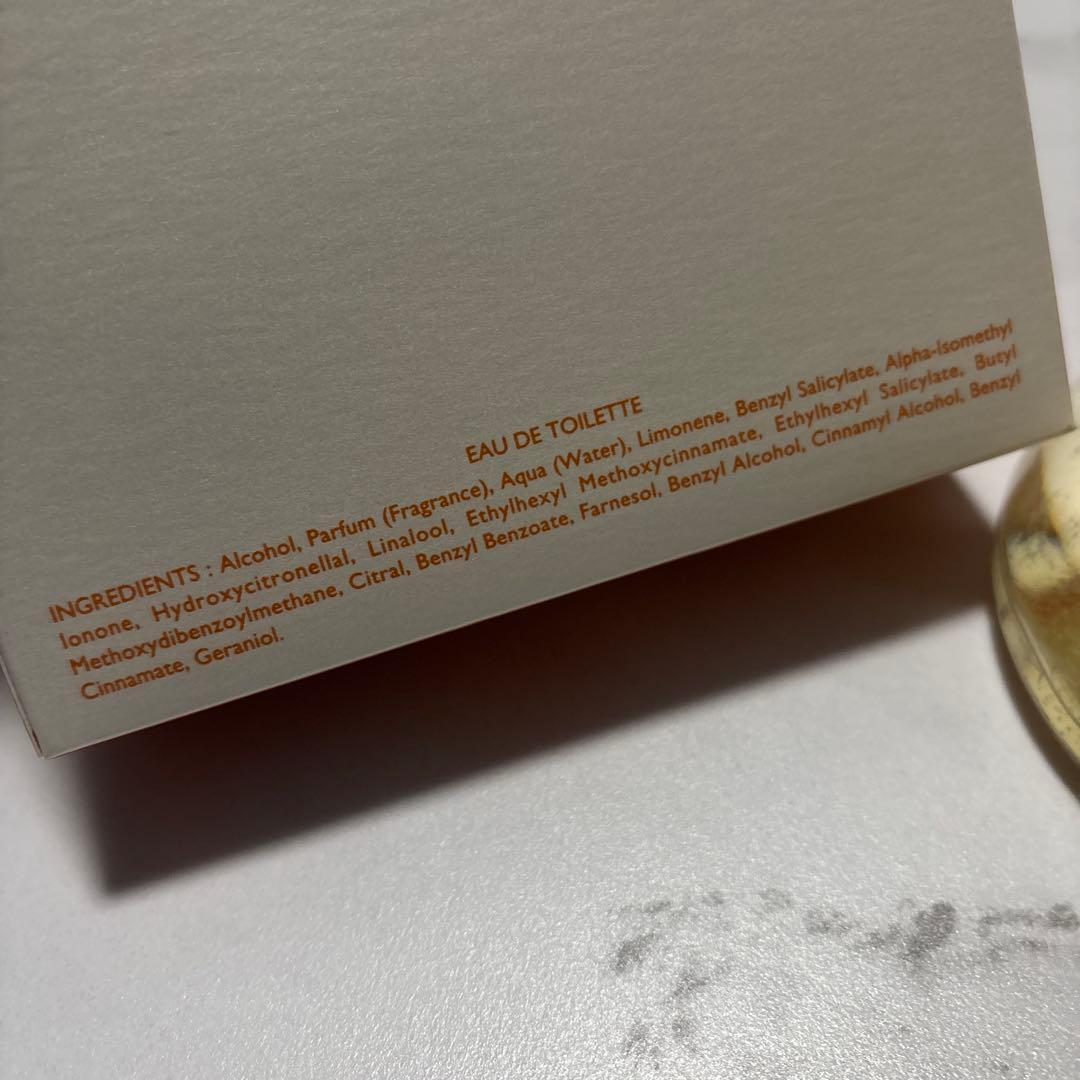 EAU DE TOILETTE
INGREDIENTS : Alcohol, Parfum (Fragrance), Aqua (Water), Limonene, Benzyl Salicylate, Alpha-Isomethyl
Ionone, Hydroxycitronellal, Linalool, Ethylhexyl Methoxycinnamate, Ethylhexyl Salicylate, Butyl
Methoxydibenzoylmethane, Citral, Benzyl Benzoate, Farnesol, Benzyl Alcohol, Cinnamyl Alcohol, Benzyl
Cinnamate, Geraniol.